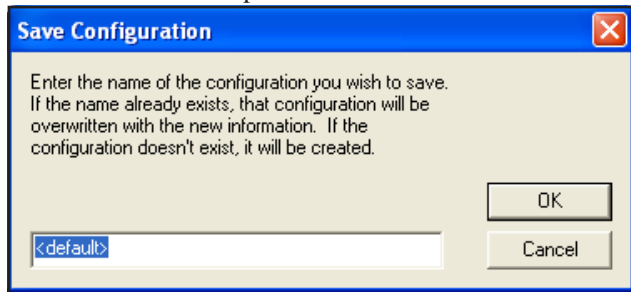 Save Configuration
Enter the name of the configuration you wish to save.
If the name already exists, that configuration will be
overwritten with the new information.  If the
configuration doesn't exist, it will be created.
OK
<default>
Cancel